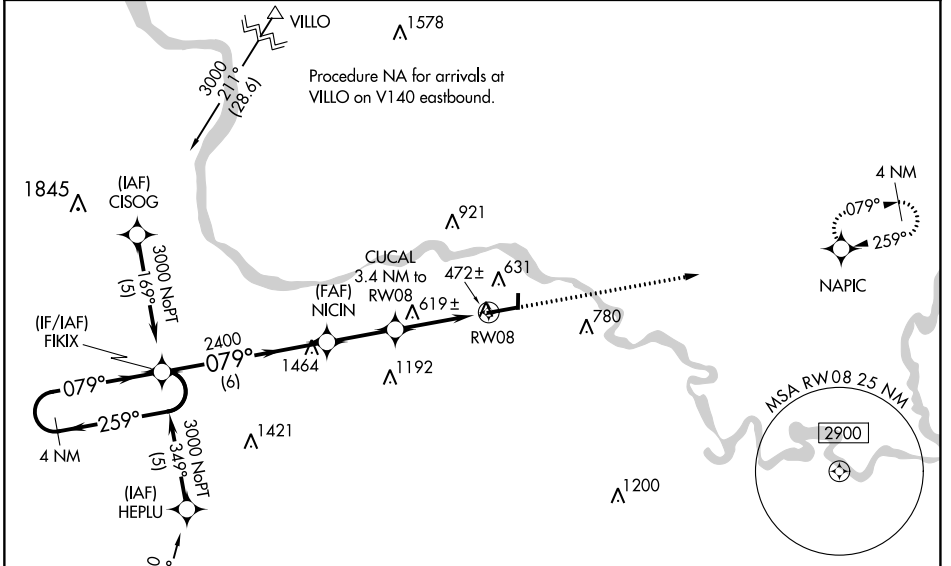 VILLO
1578
3000
211°
(28.6)
Procedure NA for arrivals at
VILLO on V140 eastbound.
1845
(IAF)
CISOG
3000 NoPT
169°
(5)
4 NM
079°
259°
NAPIC
921
CUCAL
3.4 NM to
RW08
472±
631
(FAF)
NICIN
619±
RW08
780
(IF/IAF)
FIKIX
2400
079°
(6)
1464
1192
079°
259°
4 NM
1421
3000 NoPT
349°
(5)
(IAF)
HEPLU
1200
MSA RW08 25 NM
2900